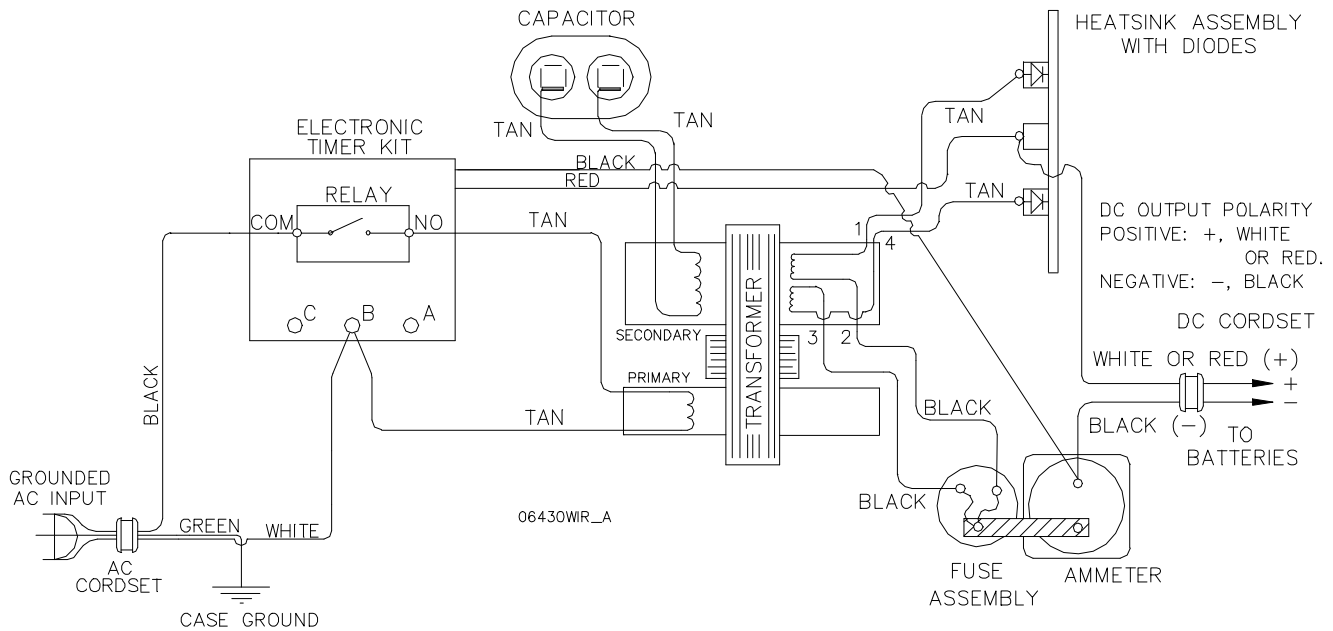 CAPACITOR
HEATSINK ASSEMBLY
WITH DIODES
TAN
TAN
TAN
ELECTRONIC
TIMER KIT
BLACK
RED
RELAY
COM
NO
TAN
TAN
1
4
DC OUTPUT POLARITY
POSITIVE: +, WHITE
OR RED.
NEGATIVE: –, BLACK
C
B
A
SECONDARY
TRANSFORMER
3
2
DC CORDSET
PRIMARY
WHITE OR RED (+)
+
–
BLACK
TAN
BLACK
BLACK (–)
TO
BATTERIES
GROUNDED
AC INPUT
BLACK
GREEN
WHITE
06430WIR_A
AC
CORDSET
CASE GROUND
FUSE
ASSEMBLY
AMMETER